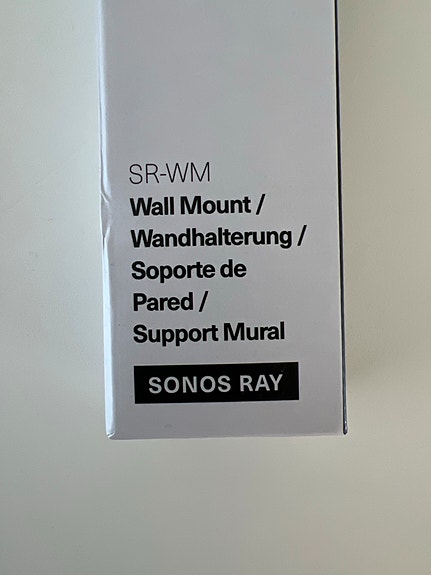 SR-WM
Wall Mount /
Wandhalterung /
Soporte de
Pared /
Support Mural
SONOS RAY